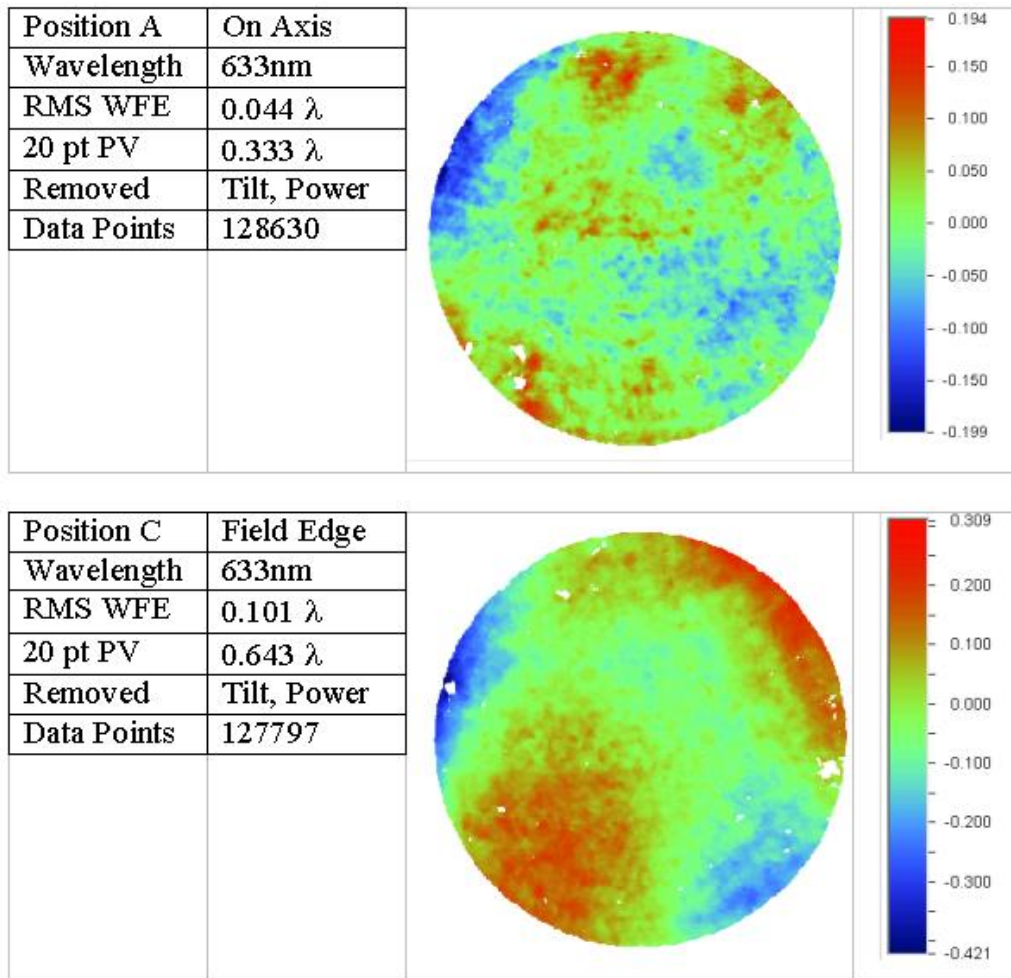 Position A On Axis
Wavelength 633nm
RMS WFE 0.044 λ
20 pt PV 0.333 λ
Removed Tilt, Power
Data Points 128630
0.194
0.150
0.100
0.050
0.000
-0.050
-0.100
-0.150
-0.199
Position C Field Edge
Wavelength 633nm
RMS WFE 0.101 λ
20 pt PV 0.643 λ
Removed Tilt, Power
Data Points 127797
0.309
0.200
0.100
0.000
-0.100
-0.200
-0.300
-0.421